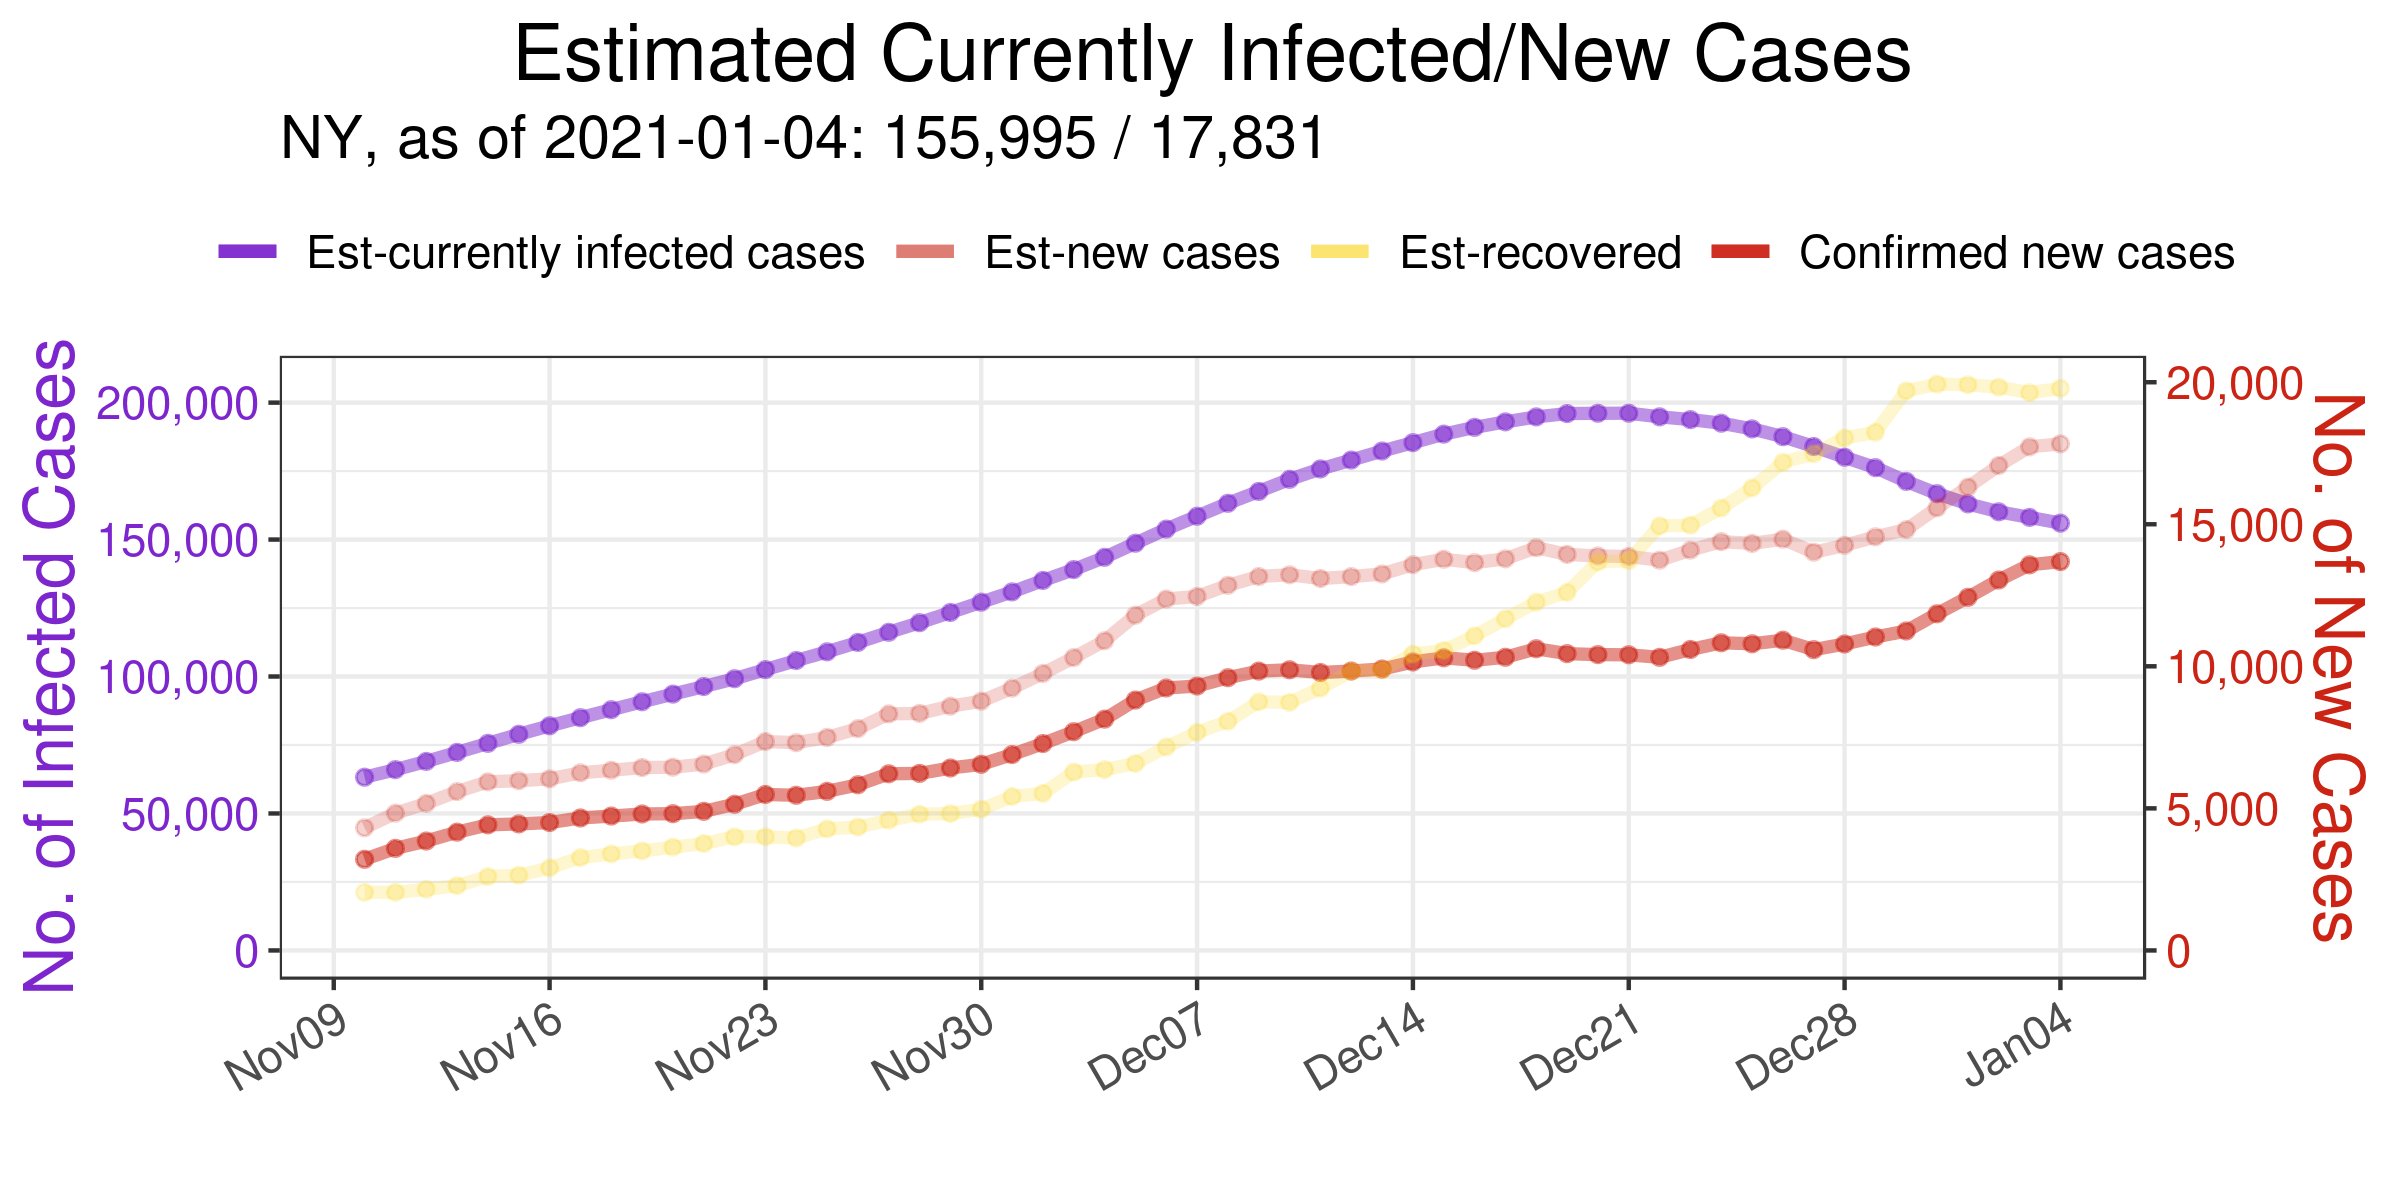 Estimated Currently Infected/New Cases
NY, as of 2021-01-04: 155,995 / 17,831
Est-currently infected cases Est-new cases Est-recovered Confirmed new cases
No. of Infected Cases
200,000
150,000
100,000
50,000
0
20,000
15,000
10,000
5,000
0
No. of New Cases
Nov09 Nov16 Nov23 Nov30 Dec07 Dec14 Dec21 Dec28 Jan04